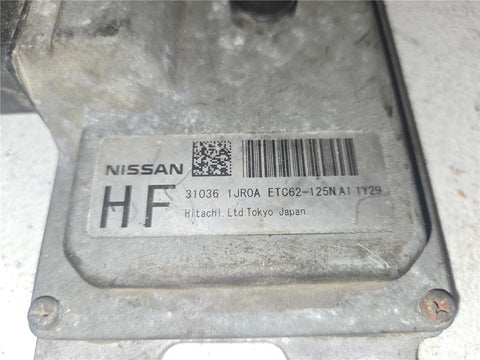 NISSAN
HF 31036 1JR0A ETC62-125N A1 1Y29
Hitachi.Ltd Tokyo Japan